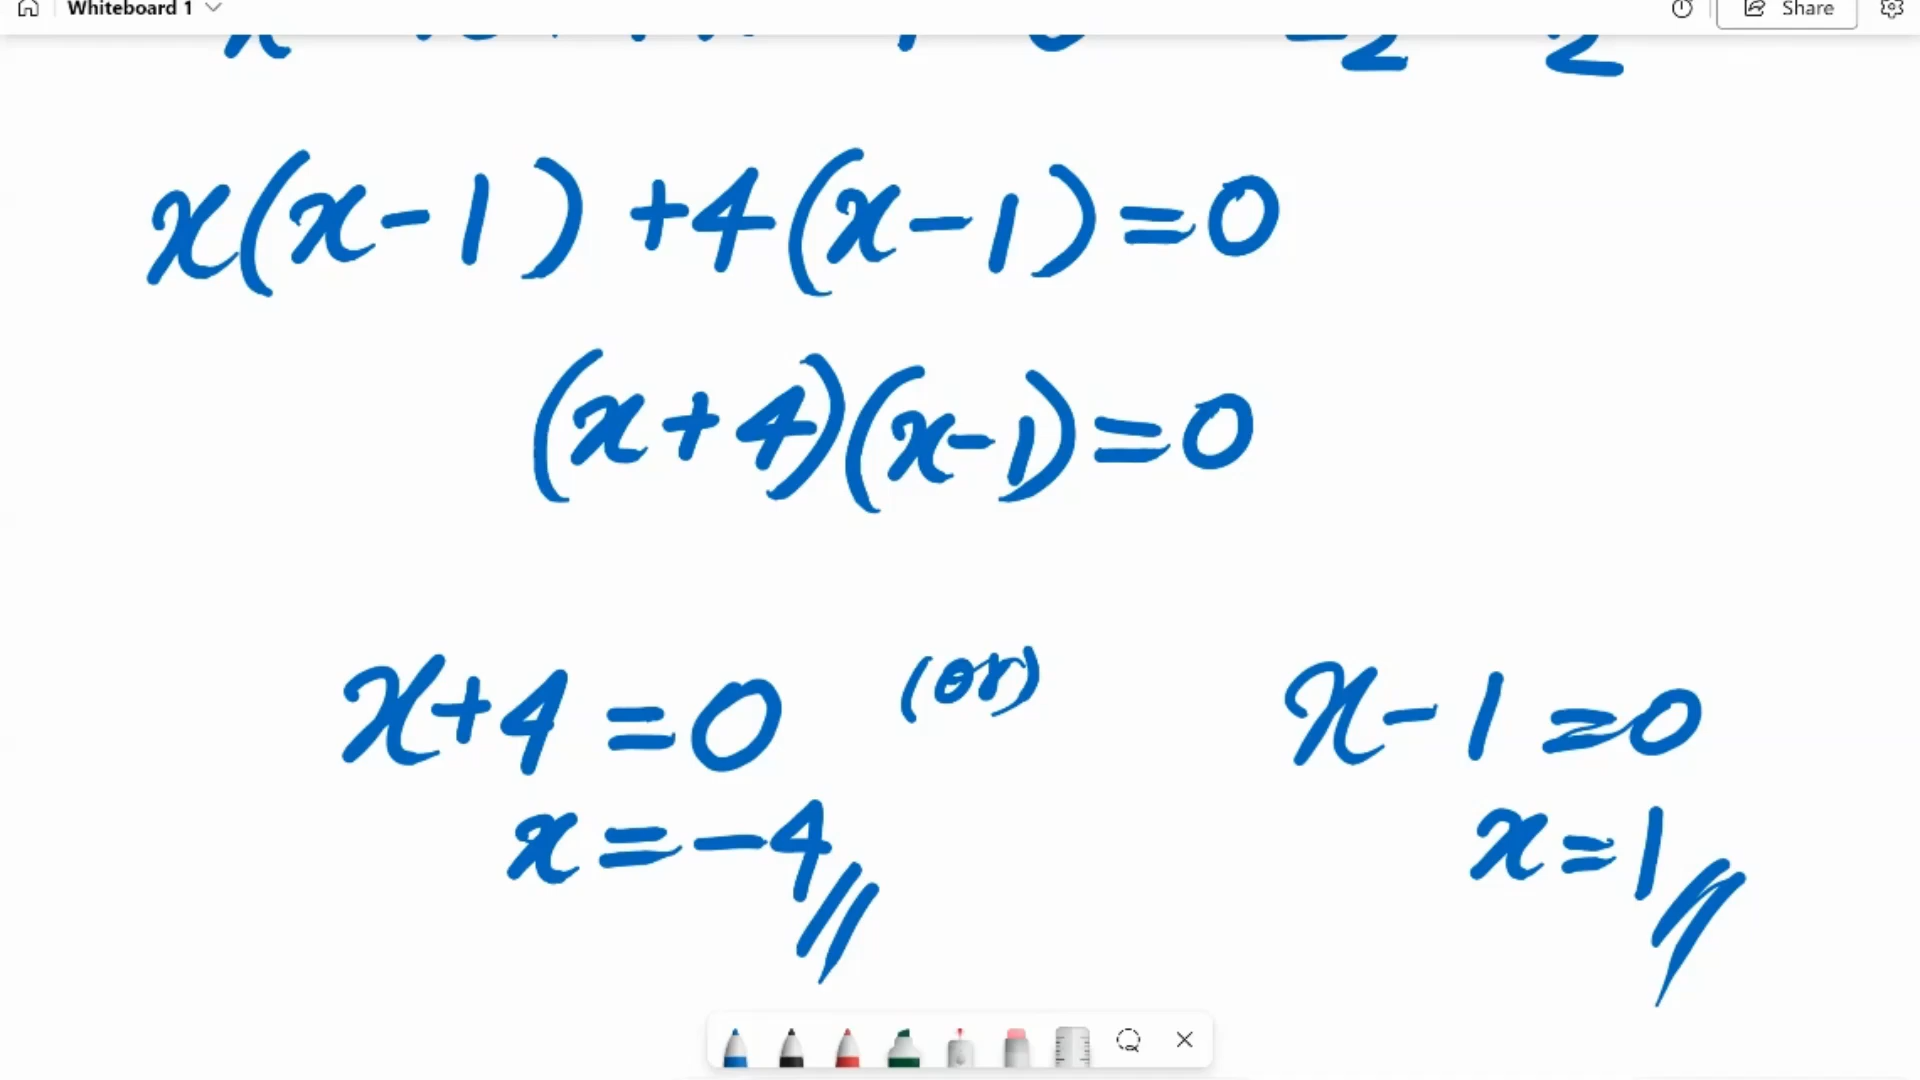 Whiteboard 1 Share
x(x-1) +4(x-1)=0
(x+4)(x-1)=0
x+4=0 (or) x-1=0
x=-4 x=1